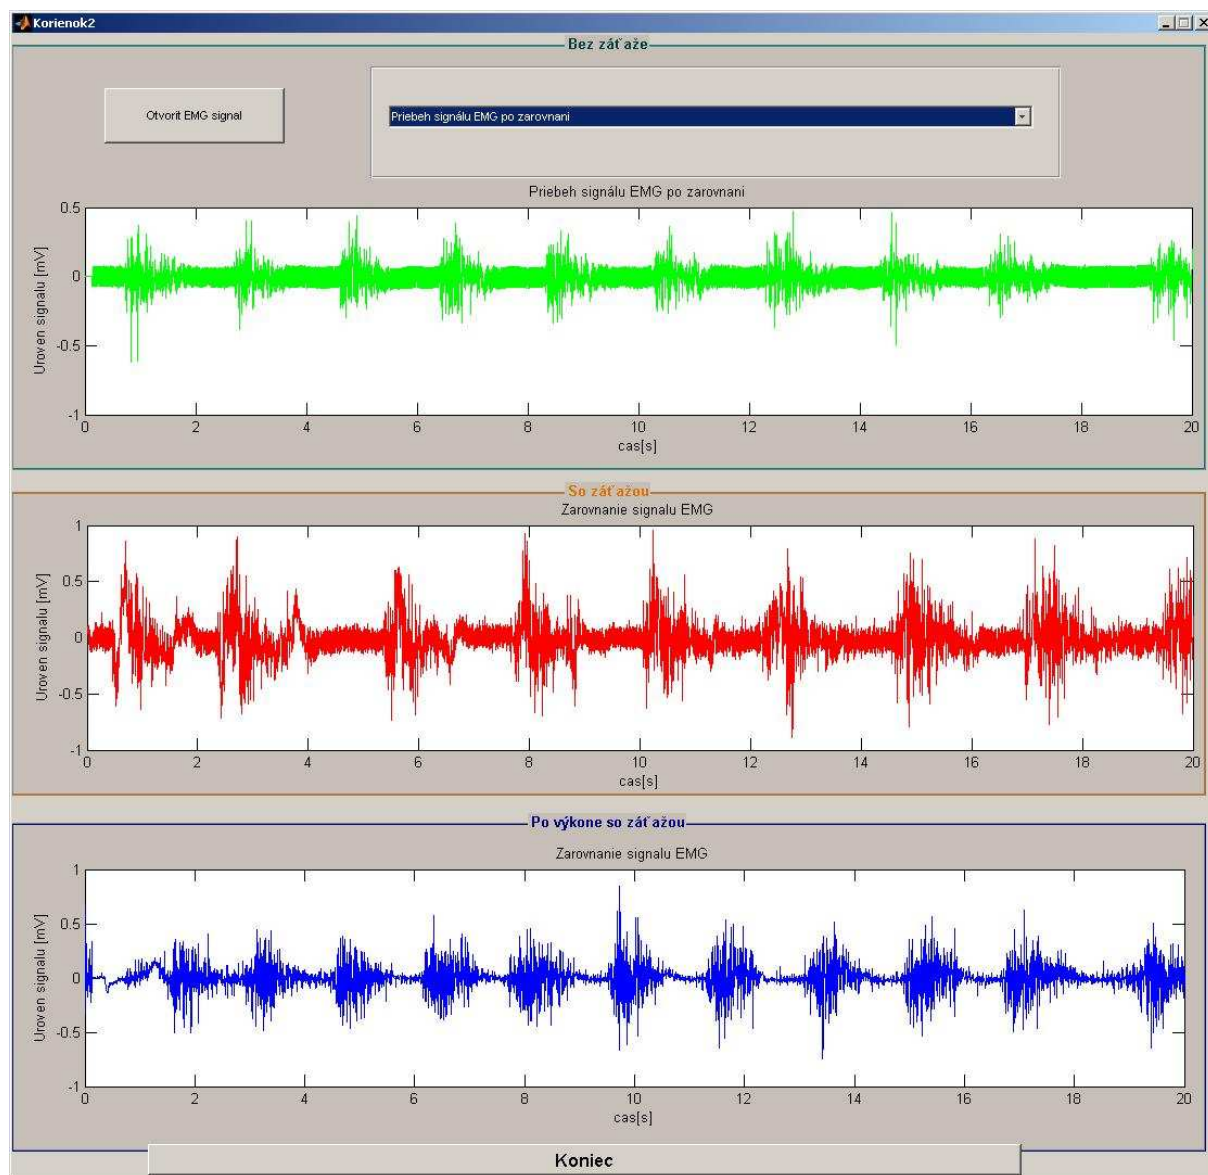 Korienok2
Bez záťaže
Otvorit EMG signal
Priebeh signálu EMG po zarovnani
Priebeh signálu EMG po zarovnani
0.5
0
-0.5
-1
Uroven signalu [mV]
0 2 4 6 8 10 12 14 16 18 20
cas[s]
So záťažou
Zarovnanie signalu EMG
1
0.5
0
-0.5
-1
Uroven signalu [mV]
0 2 4 6 8 10 12 14 16 18 20
cas[s]
Po výkone so záťažou
Zarovnanie signalu EMG
1
0.5
0
-0.5
-1
Uroven signalu [mV]
0 2 4 6 8 10 12 14 16 18 20
cas[s]
Koniec